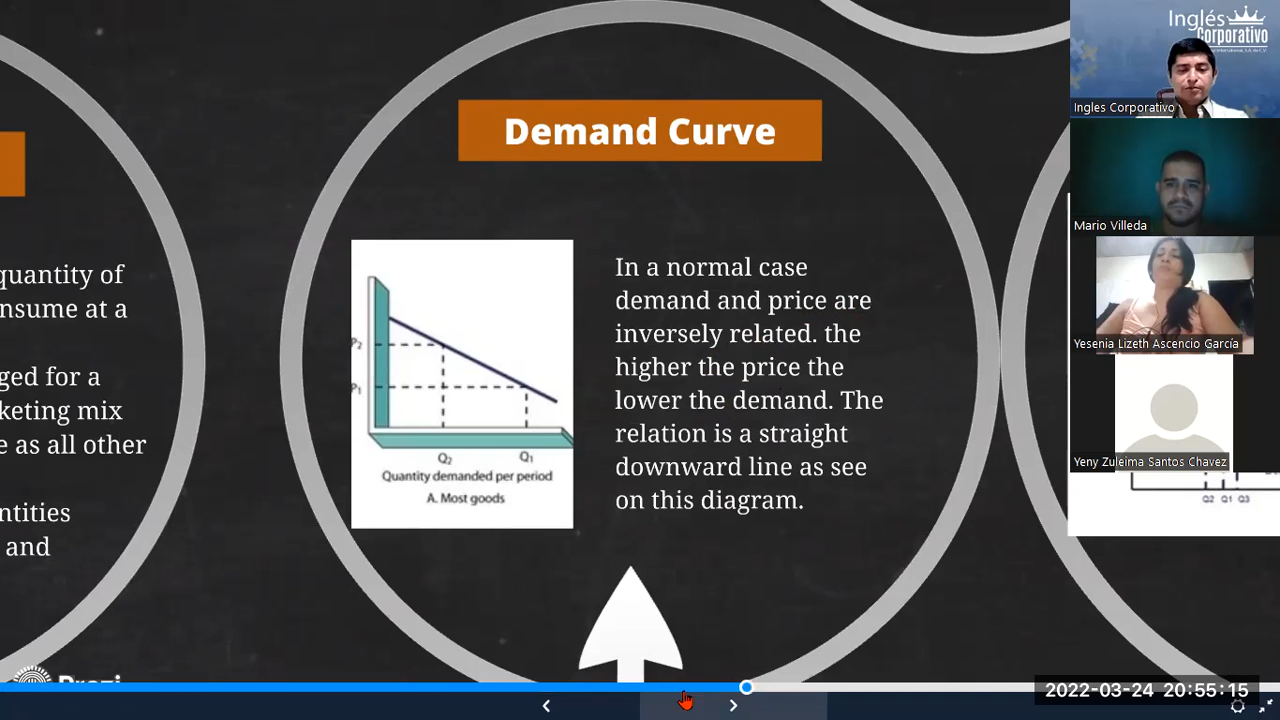 Demand Curve
quantity of
nsume at a
ged for a
keting mix
e as all other
ntities
and
P2
P1
Q2
Q1
Quantity demanded per period
A. Most goods
In a normal case
demand and price are
inversely related. the
higher the price the
lower the demand. The
relation is a straight
downward line as see
on this diagram.
Inglés
Corporativo
Ingles Corporativo
Mario Villeda
Yesenia Lizeth Ascencio García
Yeny Zuleima Santos Chavez
Q2 Q1 Q3
Prezi
2022-03-24 20:55:15